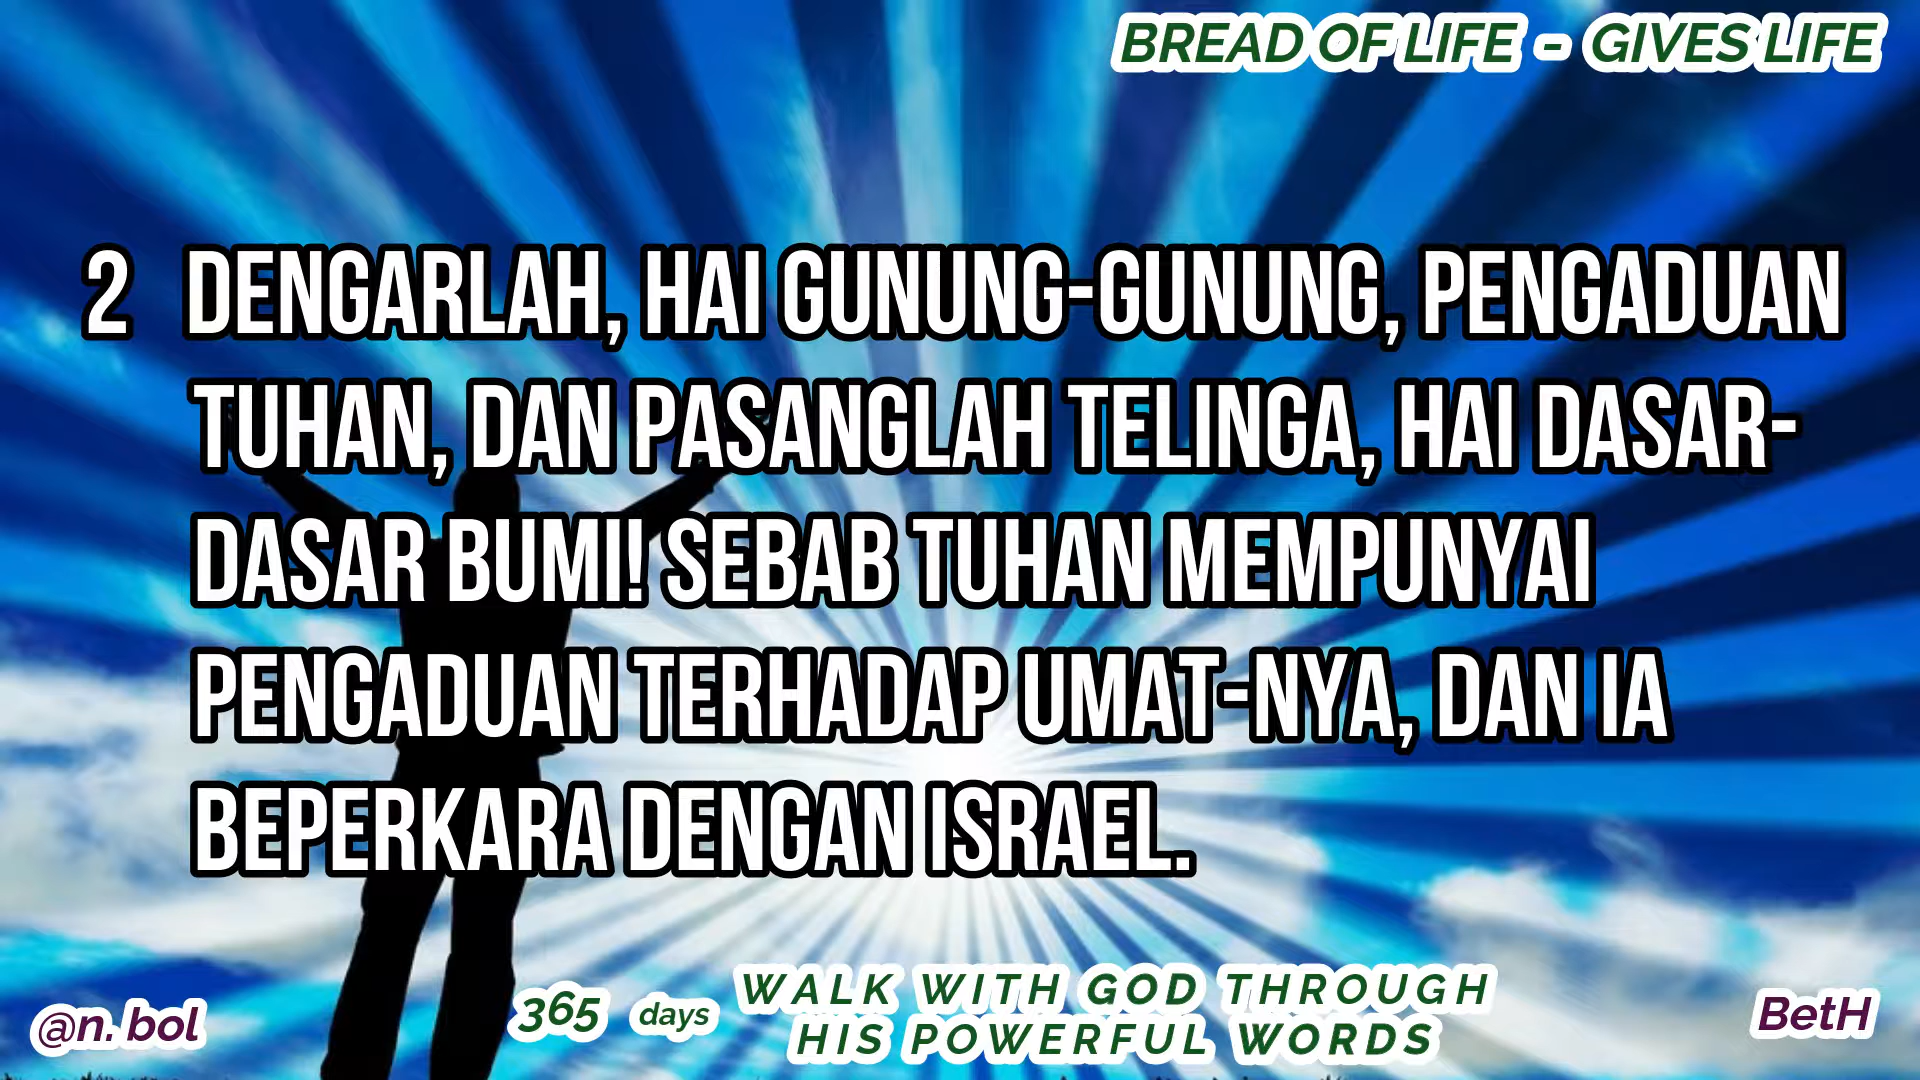 BREAD OF LIFE - GIVES LIFE
2 DENGARLAH, HAI GUNUNG-GUNUNG, PENGADUAN
TUHAN, DAN PASANGLAH TELINGA, HAI DASAR-
DASAR BUMI! SEBAB TUHAN MEMPUNYAI
PENGADUAN TERHADAP UMAT-NYA, DAN IA
BEPERKARA DENGAN ISRAEL.
@n. bol
365 days
WALK WITH GOD THROUGH
HIS POWERFUL WORDS
BetH